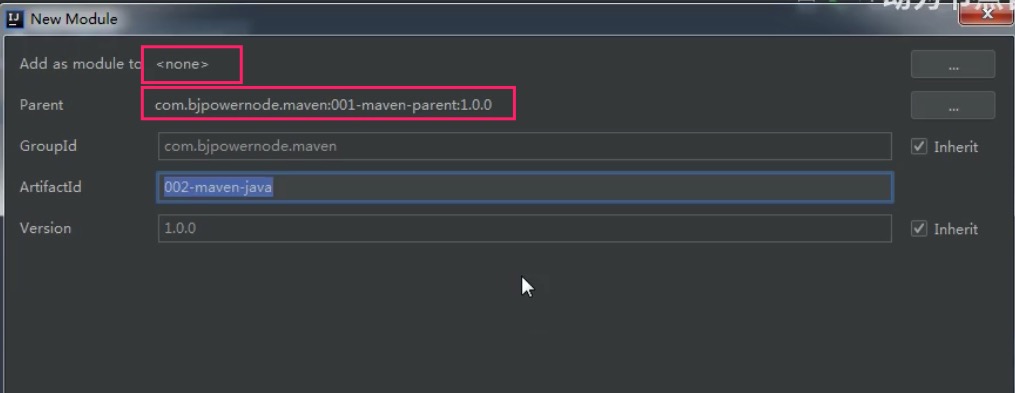 New Module
Add as module to <none> ...
Parent com.bjpowernode.maven:001-maven-parent:1.0.0 ...
GroupId com.bjpowernode.maven Inherit
ArtifactId 002-maven-java
Version 1.0.0 Inherit